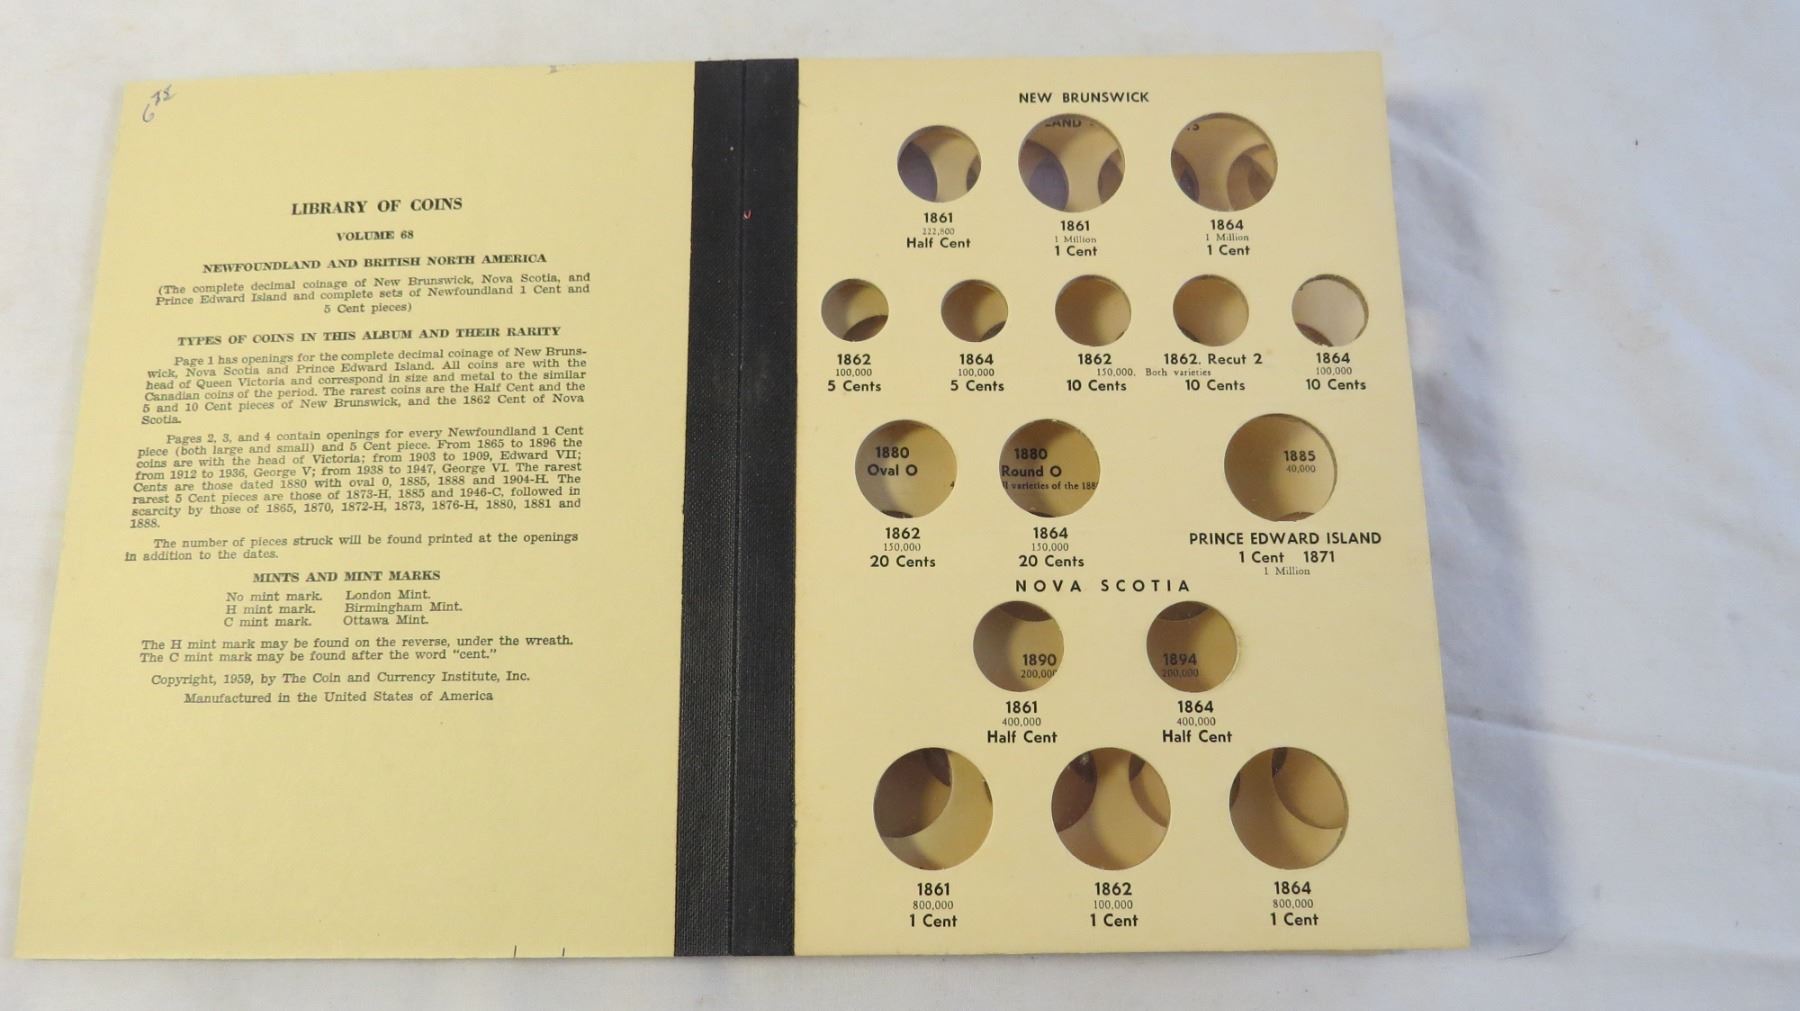 6 75
LIBRARY OF COINS
VOLUME 68
NEWFOUNDLAND AND BRITISH NORTH AMERICA
(The complete decimal coinage of New Brunswick, Nova Scotia, and
Prince Edward Island and complete sets of Newfoundland 1 Cent and
5 Cent pieces)
TYPES OF COINS IN THIS ALBUM AND THEIR RARITY
Page 1 has openings for the complete decimal coinage of New Bruns-
wick, Nova Scotia and Prince Edward Island. All coins are with the
head of Queen Victoria and correspond in size and metal to the similar
Canadian coins of the period. The rarest coins are the Half Cent and the
5 and 10 Cent pieces of New Brunswick, and the 1862 Cent of Nova
Scotia.
Pages 2, 3, and 4 contain openings for every Newfoundland 1 Cent
piece (both large and small) and 5 Cent piece. From 1865 to 1896 the
coins are with the head of Victoria; from 1903 to 1909, Edward VII;
from 1912 to 1936, George V; from 1938 to 1947, George VI. The rarest
Cents are those dated 1880 with oval 0, 1885, 1888 and 1904-H. The
rarest 5 Cent pieces are those of 1873-H, 1885 and 1946-C, followed in
scarcity by those of 1865, 1870, 1872-H, 1873, 1876-H, 1880, 1881 and
1888.
The number of pieces struck will be found printed at the openings
in addition to the dates.
MINTS AND MINT MARKS
No mint mark. London Mint.
H mint mark. Birmingham Mint.
C mint mark. Ottawa Mint.
The H mint mark may be found on the reverse, under the wreath.
The C mint mark may be found after the word "cent."
Copyright, 1959, by The Coin and Currency Institute, Inc.
Manufactured in the United States of America
NEW BRUNSWICK
LAND
1861 1861 1864
222,800 1 Million 1 Million
Half Cent 1 Cent 1 Cent
1862 1864 1862 1862. Recut 2 1864
100,000 100,000 150,000. Both varieties 100,000
5 Cents 5 Cents 10 Cents 10 Cents 10 Cents
1880 1880 1885
Oval O Round O 40,000
varieties of the 188
1862 1864 PRINCE EDWARD ISLAND
150,000 150,000 1 Cent 1871
20 Cents 20 Cents 1 Million
NOVA SCOTIA
1890 1894
200,000 200,000
1861 1864
400,000 400,000
Half Cent Half Cent
1861 1862 1864
800,000 100,000 800,000
1 Cent 1 Cent 1 Cent